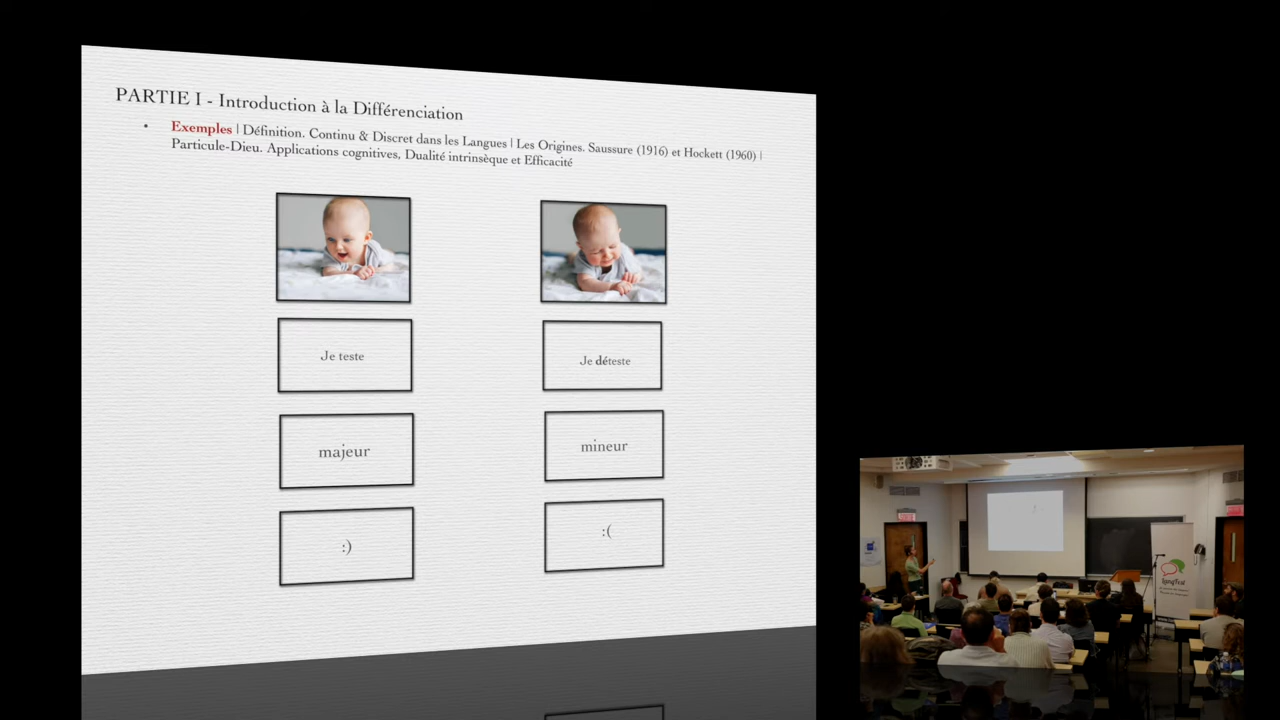 PARTIE I - Introduction à la Différenciation
• Exemples | Définition. Continu & Discret dans les Langues | Les Origines. Saussure (1916) et Hockett (1960) |
Particule-Dieu. Applications cognitives, Dualité intrinsèque et Efficacité
Je teste
Je déteste
majeur
mineur
:)
:(
LangFest